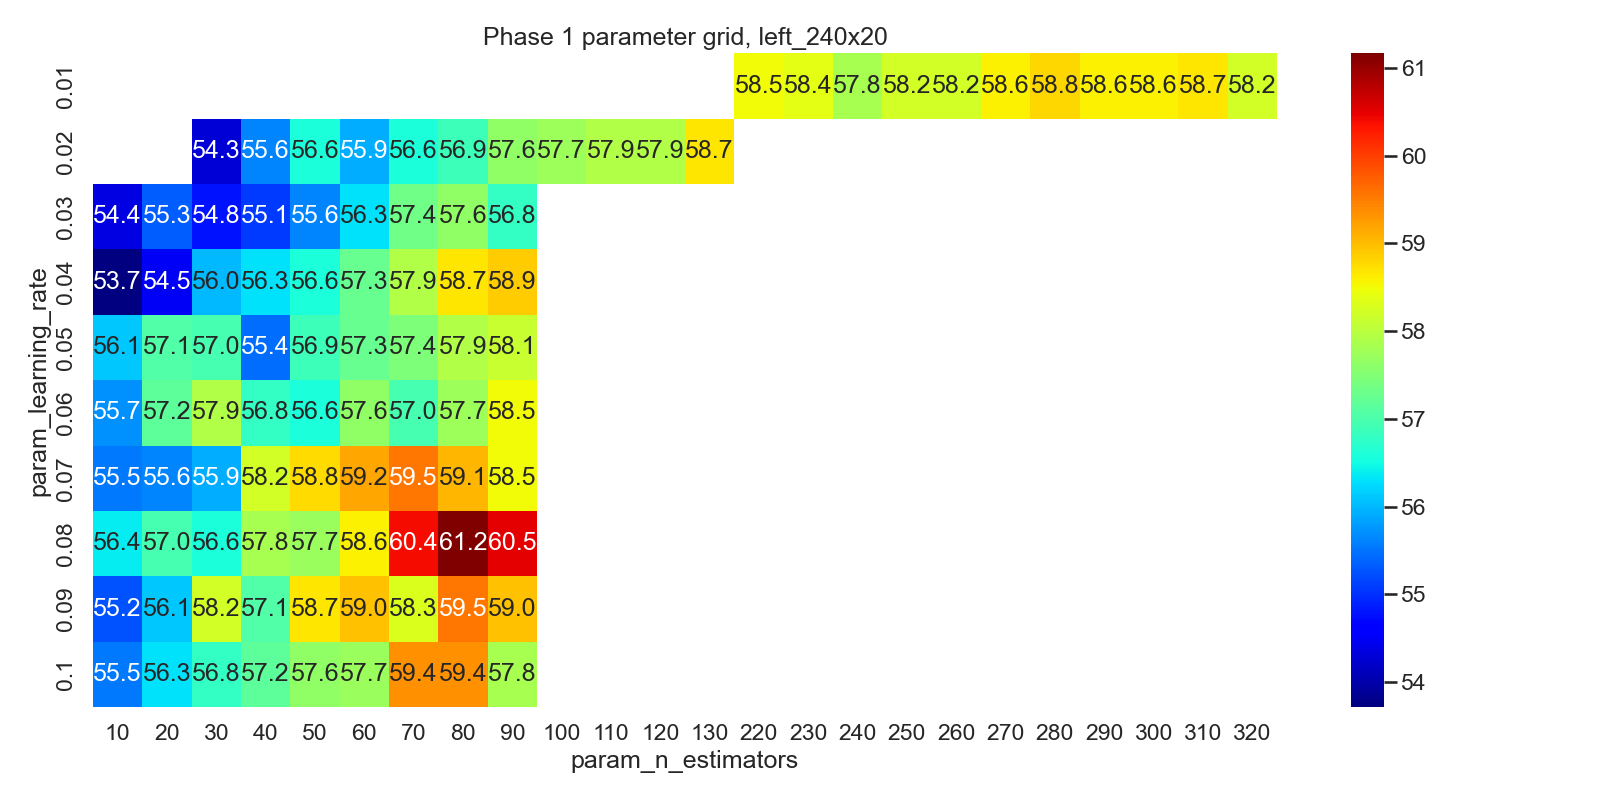 Phase 1 parameter grid, left_240x20
param_learning_rate
0.01 58.5 58.4 57.8 58.2 58.2 58.6 58.8 58.6 58.6 58.7 58.2
0.02 54.3 55.6 56.6 55.9 56.6 56.9 57.6 57.7 57.9 57.9 58.7
0.03 54.4 55.3 54.8 55.1 55.6 56.3 57.4 57.6 56.8
0.04 53.7 54.5 56.0 56.3 56.6 57.3 57.9 58.7 58.9
0.05 56.1 57.1 57.0 55.4 56.9 57.3 57.4 57.9 58.1
0.06 55.7 57.2 57.9 56.8 56.6 57.6 57.0 57.7 58.5
0.07 55.5 55.6 55.9 58.2 58.8 59.2 59.5 59.1 58.5
0.08 56.4 57.0 56.6 57.8 57.7 58.6 60.4 61.2 60.5
0.09 55.2 56.1 58.2 57.1 58.7 59.0 58.3 59.5 59.0
0.1 55.5 56.3 56.8 57.2 57.6 57.7 59.4 59.4 57.8
10 20 30 40 50 60 70 80 90 100 110 120 130 220 230 240 250 260 270 280 290 300 310 320
param_n_estimators
61
60
59
58
57
56
55
54